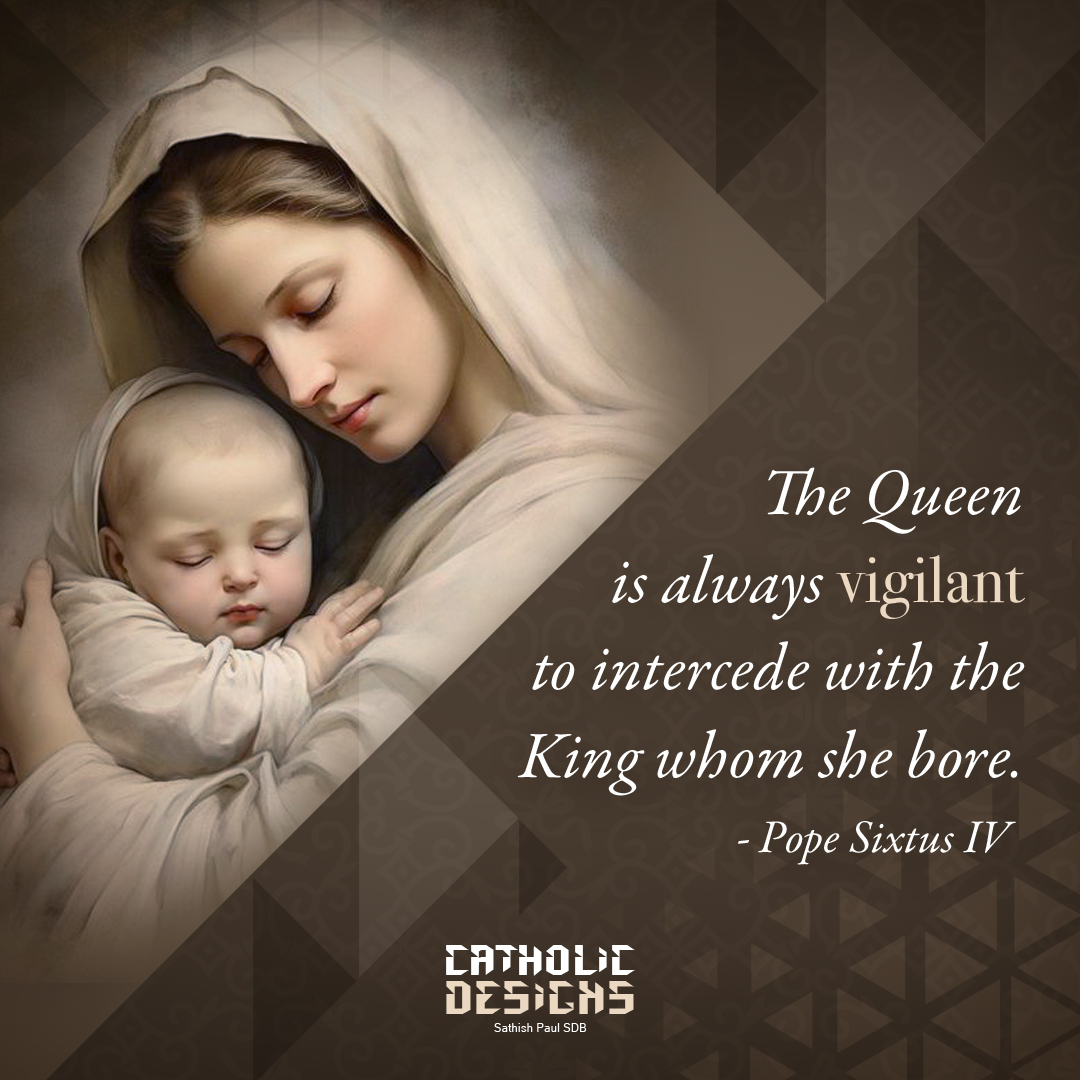 The Queen
is always vigilant
to intercede with the
King whom she bore.
- Pope Sixtus IV
CATHOLIC
DESIGNS
Sathish Paul SDB